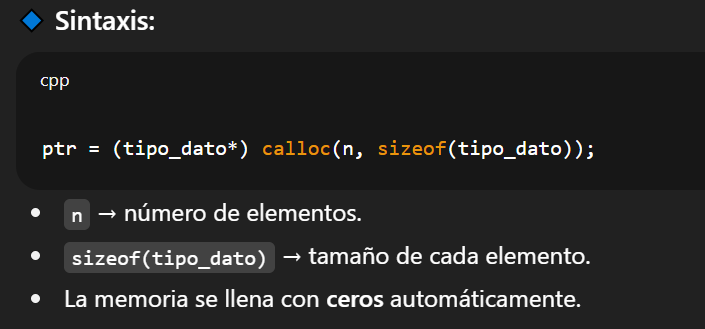 Sintaxis:
cpp
ptr = (tipo_dato*) calloc(n, sizeof(tipo_dato));
• n → número de elementos.
• sizeof(tipo_dato) → tamaño de cada elemento.
• La memoria se llena con ceros automáticamente.